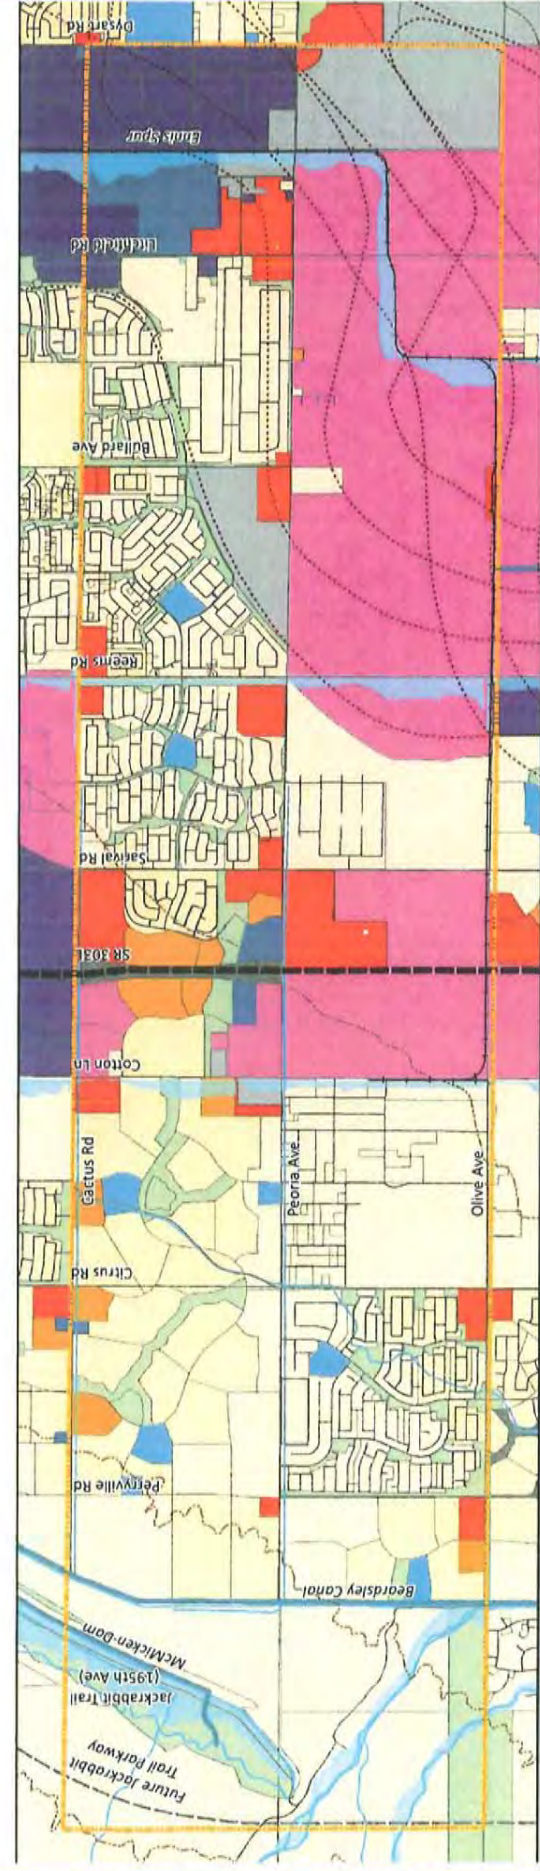 Dysart Rd
Ennis Spur
Litchfield Rd
Bullard Ave
Reems Rd
Sarival Rd
SR 303L
Cotton Ln
Cactus Rd
Peoria Ave
Olive Ave
Citrus Rd
Perryville Rd
Beardsley Canal
McMicken Dam
Jackrabbit Trail
(195th Ave)
Future Jackrabbit
Trail Parkway